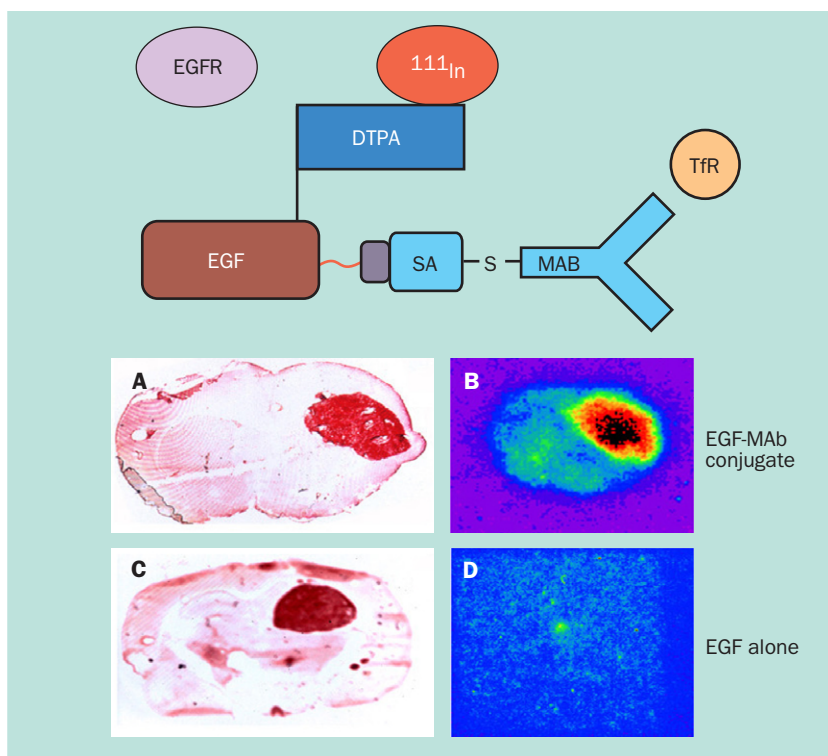 EGFR
111In
DTPA
TfR
EGF
SA
S
MAB
A
B
EGF-MAb
conjugate
C
D
EGF alone